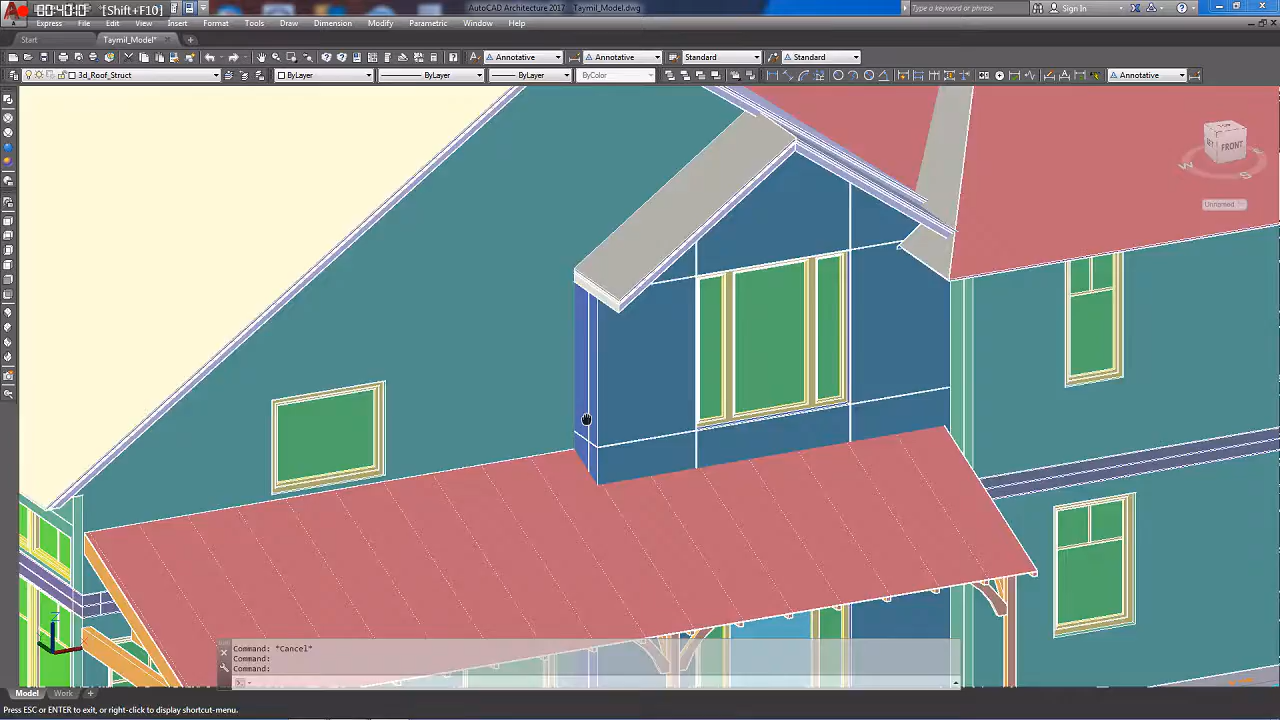 00:40:10 [Shift+F10]
AutoCAD Architecture 2017 Taymil_Model.dwg
Type a keyword or phrase
Sign In
File Edit View Insert Format Tools Draw Dimension Modify Parametric Window Help
Start Taymil_Model*
Annotative Annotative Standard Standard
3d_Roof_Struct ByLayer ByLayer ByLayer ByColor Annotative
TOP
FRONT
W
S
Unnamed
Z
Command: *Cancel*
Command:
Command:
Model Work
Press ESC or ENTER to exit, or right-click to display shortcut-menu.